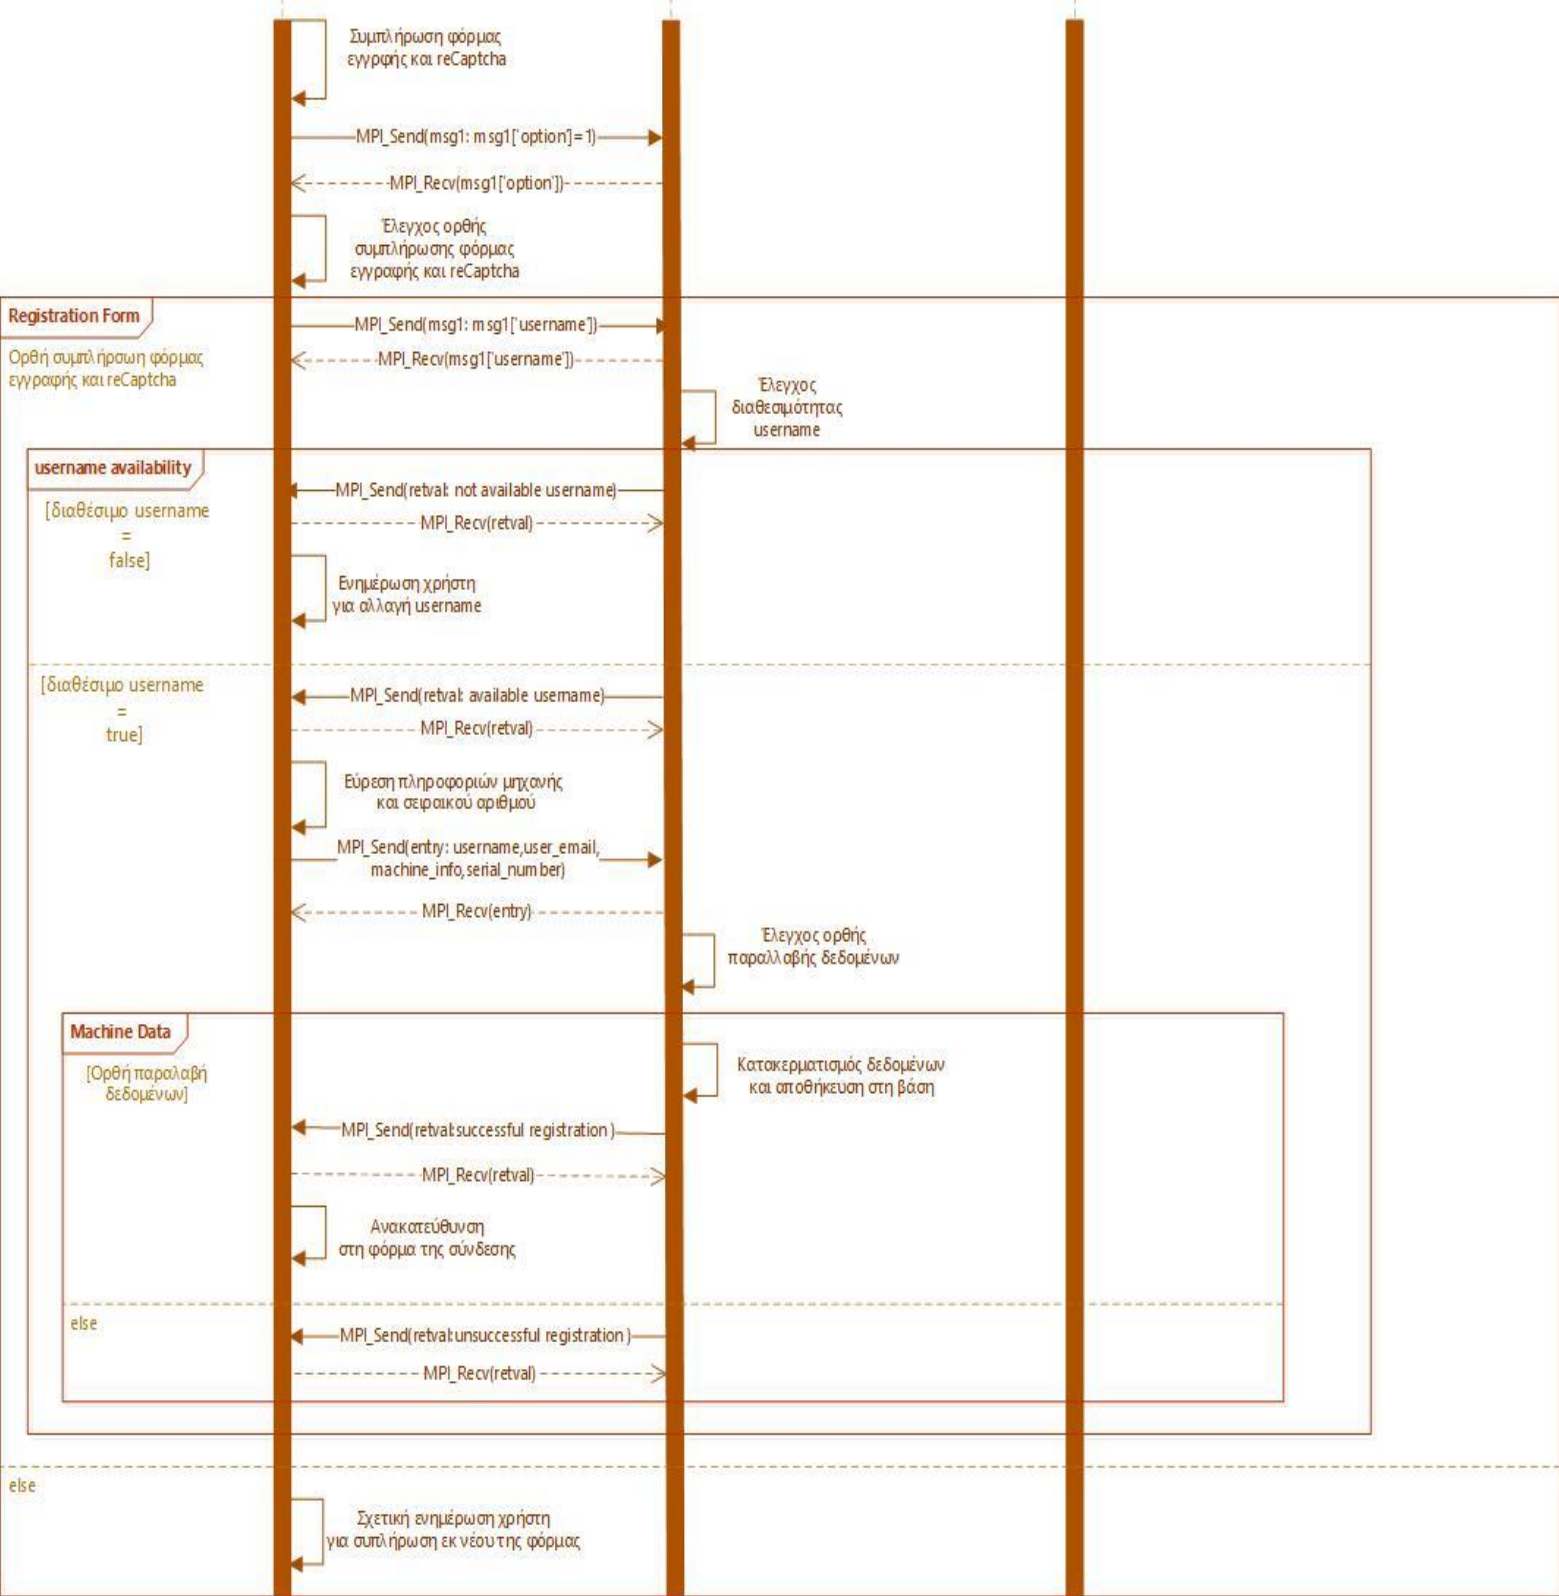 Συμπλήρωση φόρμας
εγγρφής και reCaptcha
MPI_Send(msg1: msg1['option']=1)
MPI_Recv(msg1['option'])
Έλεγχος ορθής
συμπλήρωσης φόρμας
εγγραφής και reCaptcha
Registration Form
MPI_Send(msg1: msg1['username'])
Ορθή συμπλήρσωη φόρμας
εγγραφής και reCaptcha
MPI_Recv(msg1['username'])
Έλεγχος
διαθεσιμότητας
username
username availability
MPI_Send(retval: not available username)
[διαθέσιμο username
=
false]
MPI_Recv(retval)
Ενημέρωση χρήστη
για αλλαγή username
[διαθέσιμο username
=
true]
MPI_Send(retval: available username)
MPI_Recv(retval)
Εύρεση πληροφοριών μηχανής
και σειραικού αριθμού
MPI_Send(entry: username,user_email,
machine_info,serial_number)
MPI_Recv(entry)
Έλεγχος ορθής
παραλλαβής δεδομένων
Machine Data
[Ορθή παραλαβή
δεδομένων]
Κατακερματισμός δεδομένων
και αποθήκευση στη βάση
MPI_Send(retval:successful registration )
MPI_Recv(retval)
Ανακατεύθυνση
στη φόρμα της σύνδεσης
else
MPI_Send(retval:unsuccessful registration )
MPI_Recv(retval)
else
Σχετική ενημέρωση χρήστη
για συπλήρωση εκ νέου της φόρμας